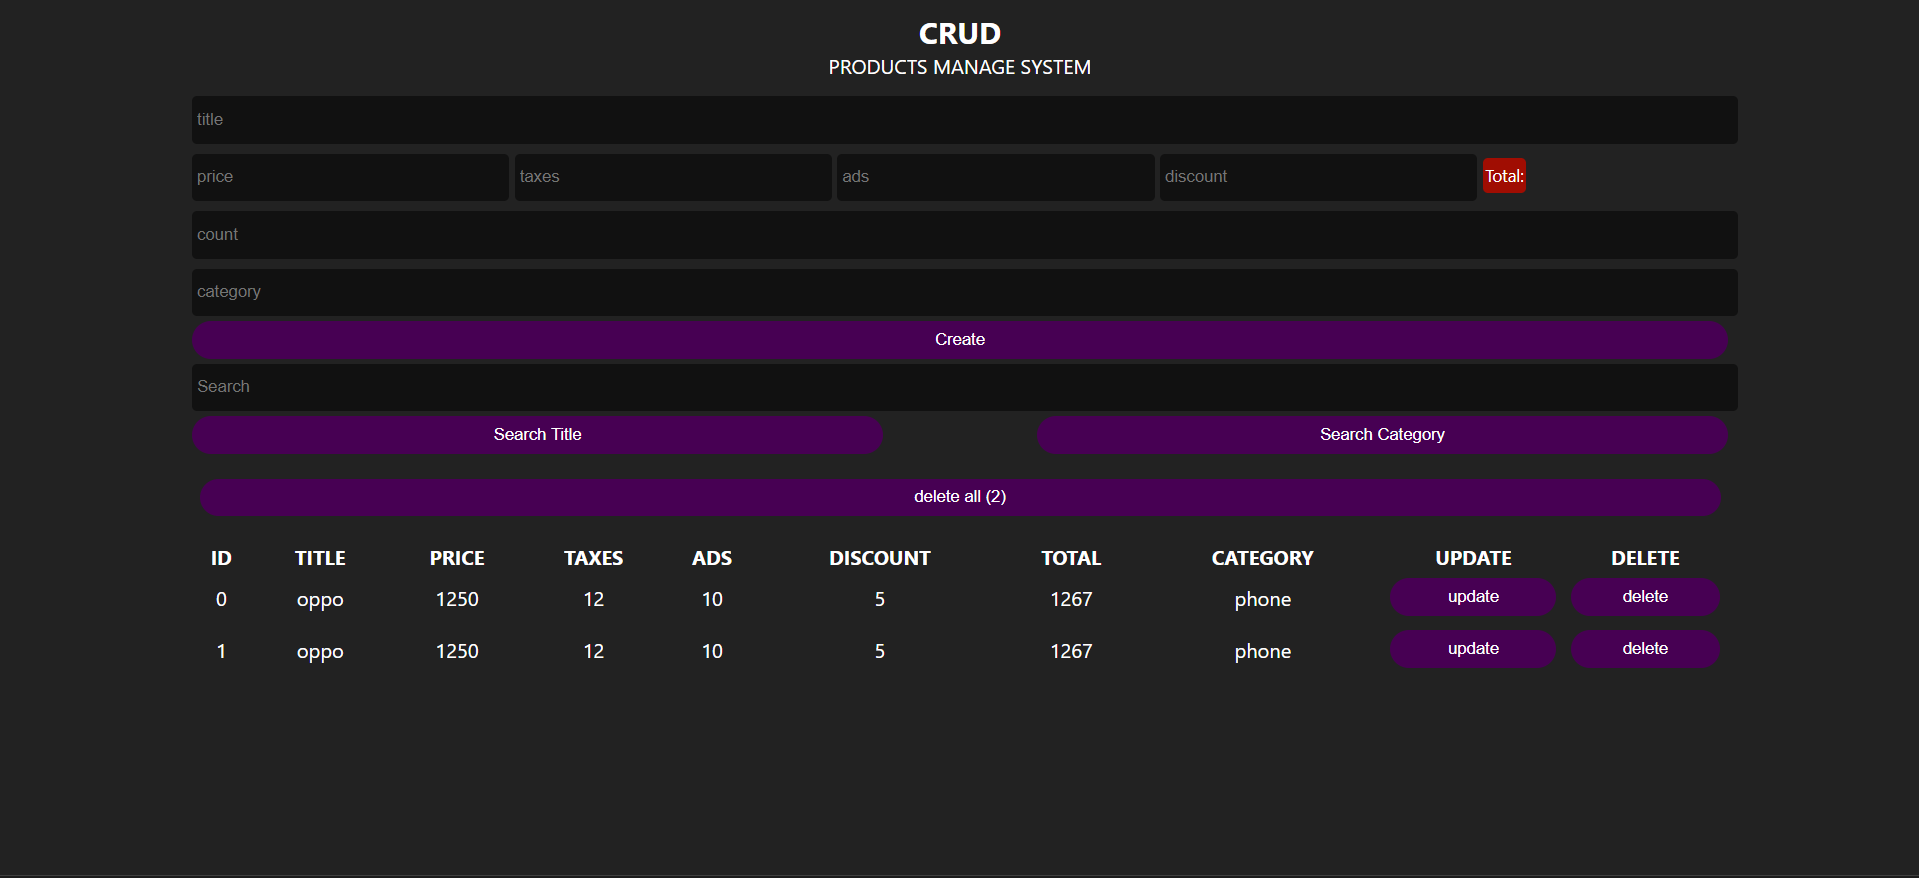 CRUD
PRODUCTS MANAGE SYSTEM
title
price taxes ads discount Total:
count
category
Create
Search
Search Title Search Category
delete all (2)
ID TITLE PRICE TAXES ADS DISCOUNT TOTAL CATEGORY UPDATE DELETE
0 oppo 1250 12 10 5 1267 phone update delete
1 oppo 1250 12 10 5 1267 phone update delete